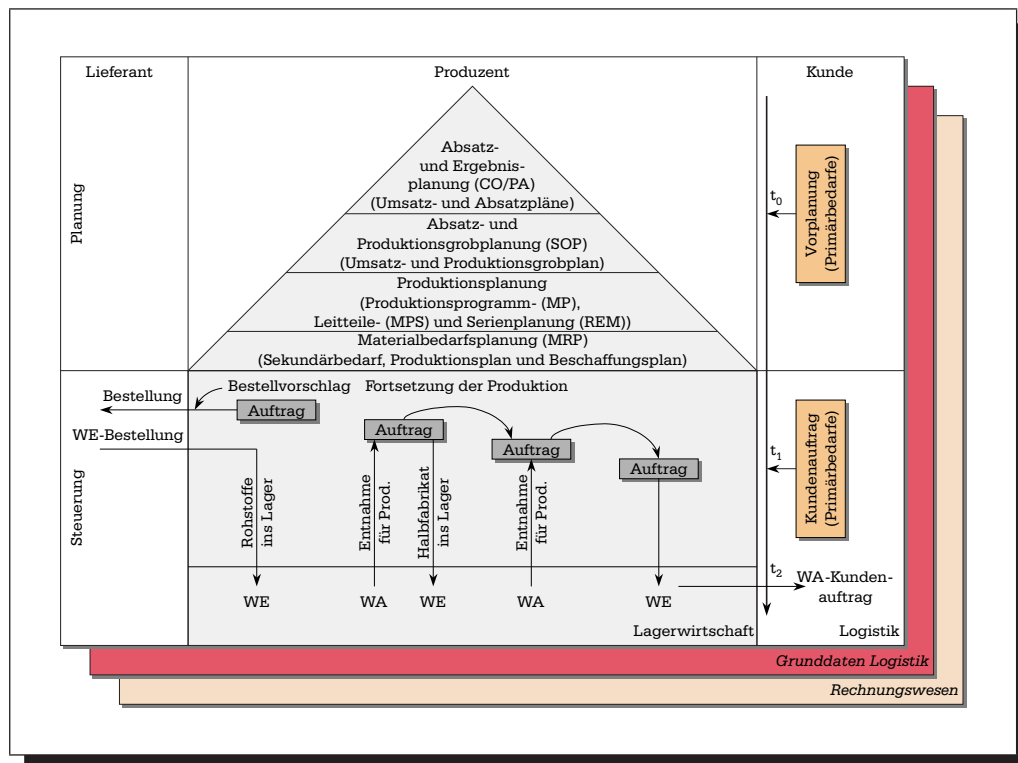 Lieferant
Produzent
Kunde
Planung
Absatz-
und Ergebnis-
planung (CO/PA)
(Umsatz- und Absatzpläne)
Absatz- und
Produktionsgrobplanung (SOP)
(Umsatz- und Produktionsgrobplan)
Produktionsplanung
(Produktionsprogramm- (MP),
Leitteile- (MPS) und Serienplanung (REM))
Materialbedarfsplanung (MRP)
(Sekundärbedarf, Produktionsplan und Beschaffungsplan)
t0
Vorplanung
(Primärbedarfe)
Steuerung
Bestellung
WE-Bestellung
Bestellvorschlag
Fortsetzung der Produktion
Auftrag
Auftrag
Auftrag
Auftrag
Rohstoffe
ins Lager
Entnahme
für Prod.
Halbfabrikat
ins Lager
Entnahme
für Prod.
t1
Kundenauftrag
(Primärbedarfe)
WE
WA
WE
WA
WE
t2
WA-Kunden-
auftrag
Lagerwirtschaft
Logistik
Grunddaten Logistik
Rechnungswesen